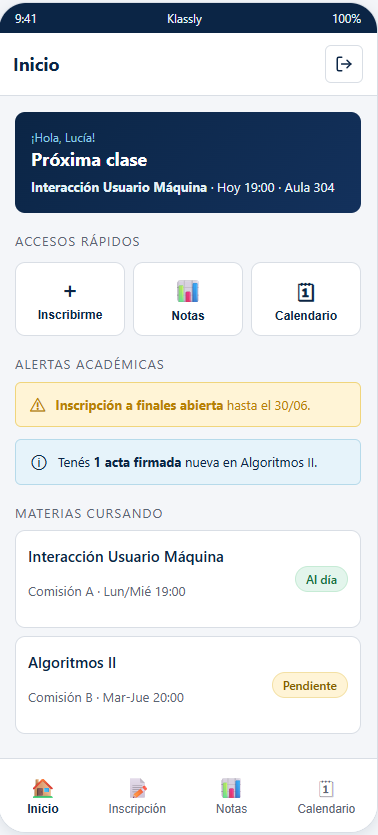 9:41 Klassly 100%
Inicio
¡Hola, Lucía!
Próxima clase
Interacción Usuario Máquina · Hoy 19:00 · Aula 304
ACCESOS RÁPIDOS
+
Inscribirme
Notas
1
Calendario
ALERTAS ACADÉMICAS
Inscripción a finales abierta hasta el 30/06.
Tenés 1 acta firmada nueva en Algoritmos II.
MATERIAS CURSANDO
Interacción Usuario Máquina
Al día
Comisión A · Lun/Mié 19:00
Algoritmos II
Pendiente
Comisión B · Mar-Jue 20:00
1
Inicio Inscripción Notas Calendario